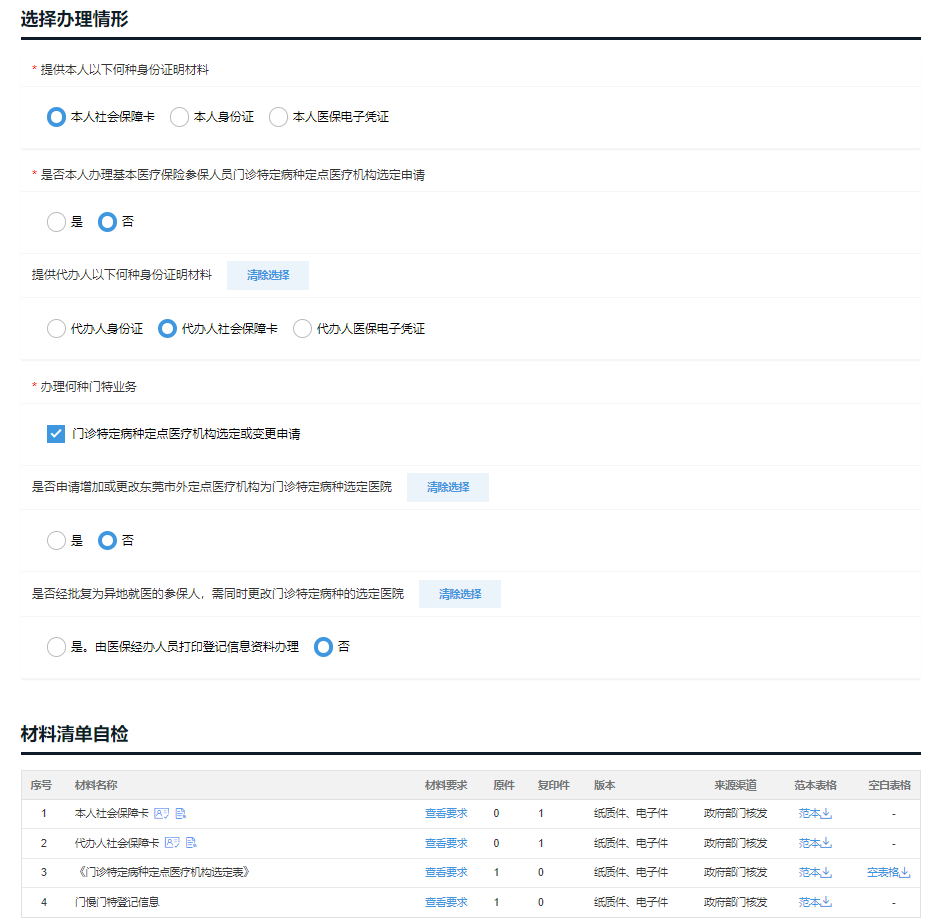 选择办理情形
* 提供本人以下何种身份证明材料
本人社会保障卡 本人身份证 本人医保电子凭证
* 是否本人办理基本医疗保险参保人员门诊特定病种定点医疗机构选定申请
是 否
提供代办人以下何种身份证明材料 清除选择
代办人身份证 代办人社会保障卡 代办人医保电子凭证
* 办理何种门特业务
门诊特定病种定点医疗机构选定或变更申请
是否申请增加或更改东莞市外定点医疗机构为门诊特定病种选定医院 清除选择
是 否
是否经批复为异地就医的参保人，需同时更改门诊特定病种的选定医院 清除选择
是。由医保经办人员打印登记信息资料办理 否
材料清单自检
序号 材料名称 材料要求 原件 复印件 版本 来源渠道 范本表格 空白表格
1 本人社会保障卡 查看要求 0 1 纸质件、电子件 政府部门核发 范本 -
2 代办人社会保障卡 查看要求 0 1 纸质件、电子件 政府部门核发 范本 -
3 《门诊特定病种定点医疗机构选定表》 查看要求 1 0 纸质件、电子件 政府部门核发 范本 空表格
4 门慢门特登记信息 查看要求 1 0 纸质件、电子件 政府部门核发 范本 -